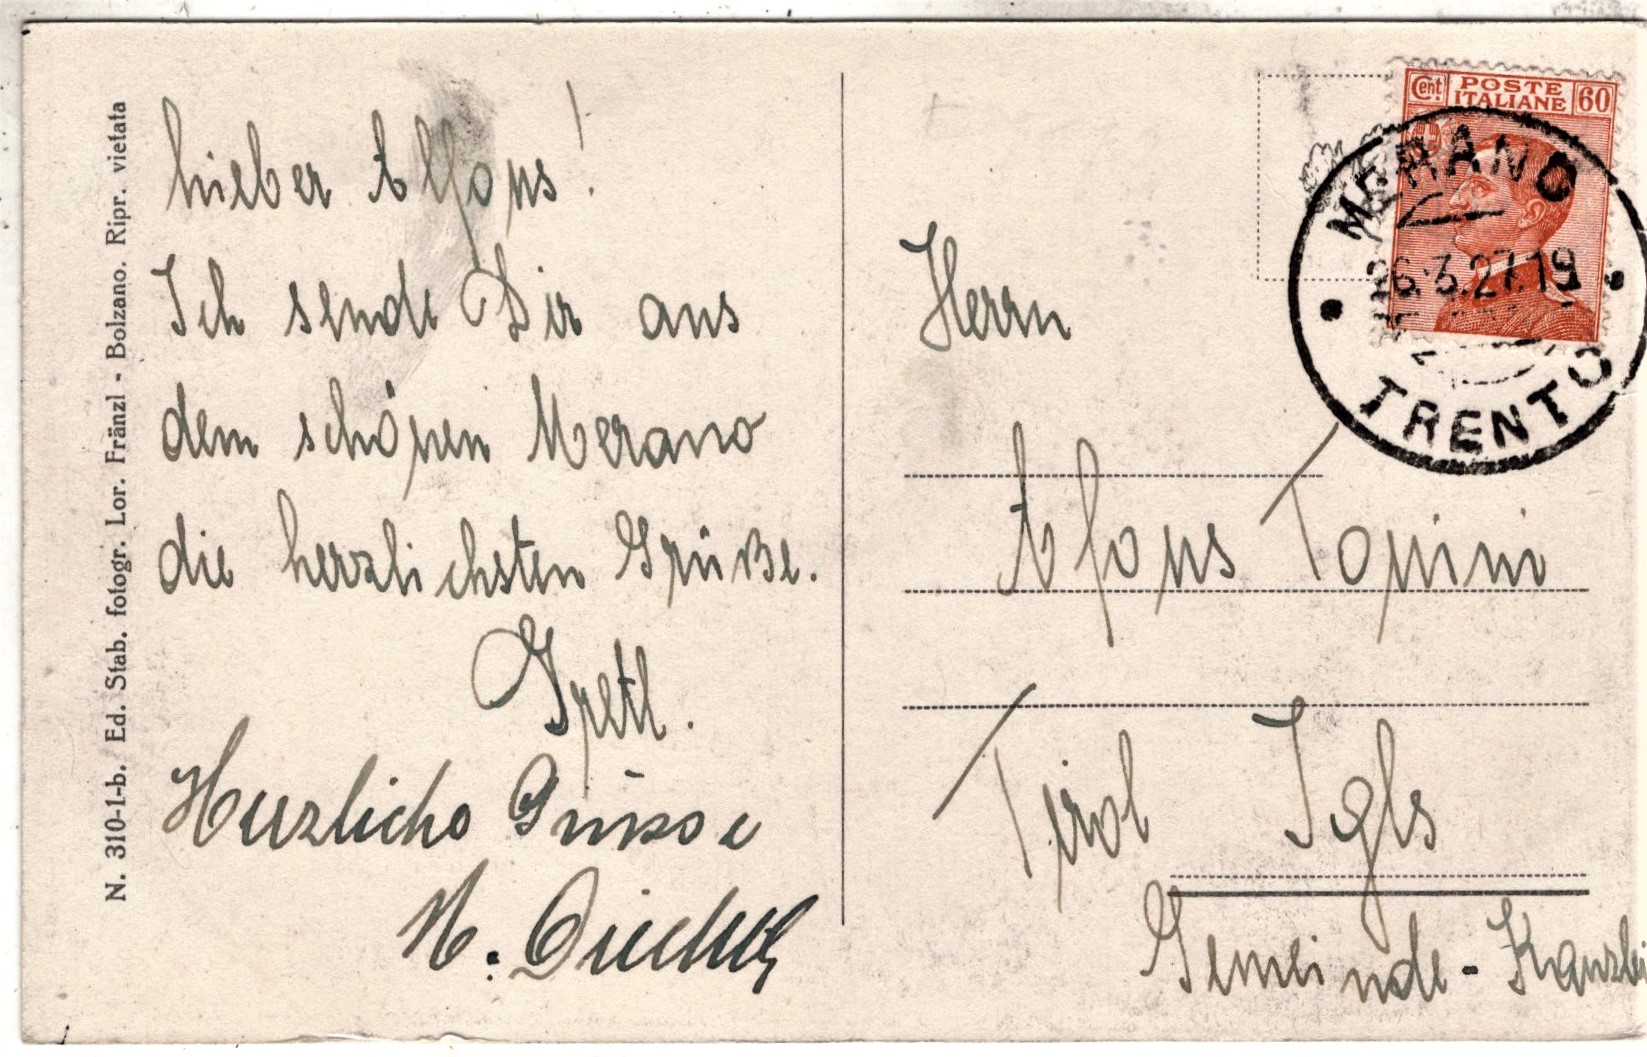 N. 310-1-b. Ed. Stab. fotogr. Lor. Fränzl - Bolzano. Ripr. vietata
Lieber Alfons!
Ich sende Dir aus
dem schönen Merano
die herzlichsten Grüße.
Gretl.
Herzliche Grüsse
M.
Cent. POSTE ITALIANE 60
MERANO
26.3.27.19
TRENTO
Herrn
Alfons Topini
Tirol Igls
Gemeinde-Kanzlei